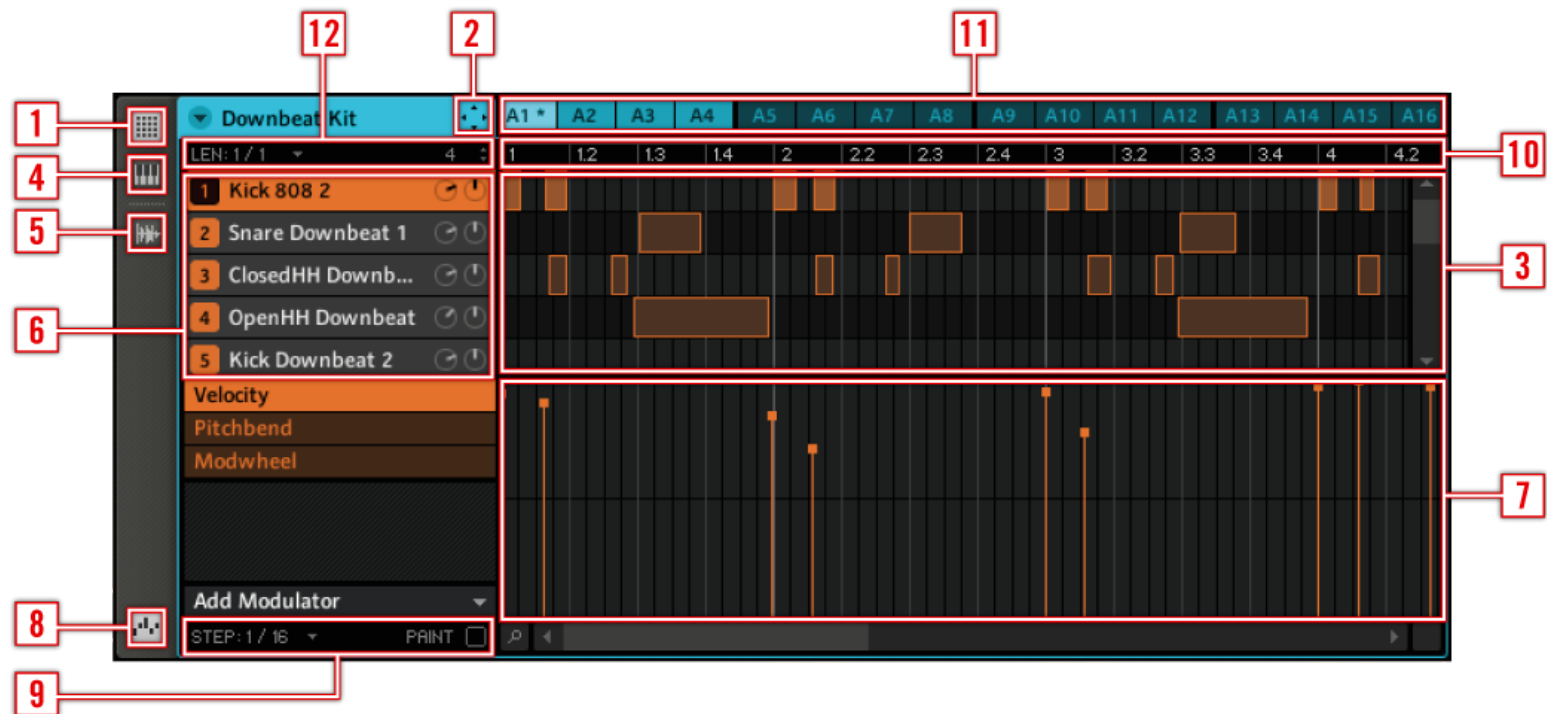 12 2 11
1 Downbeat Kit A1 * A2 A3 A4 A5 A6 A7 A8 A9 A10 A11 A12 A13 A14 A15 A16
LEN: 1 / 1 4 1 1.2 1.3 1.4 2 2.2 2.3 2.4 3 3.2 3.3 3.4 4 4.2 10
4 1 Kick 808 2
5 2 Snare Downbeat 1
3 ClosedHH Downb... 3
6 4 OpenHH Downbeat
5 Kick Downbeat 2
Velocity
Pitchbend
Modwheel
7
Add Modulator
8 STEP: 1 / 16 PAINT
9